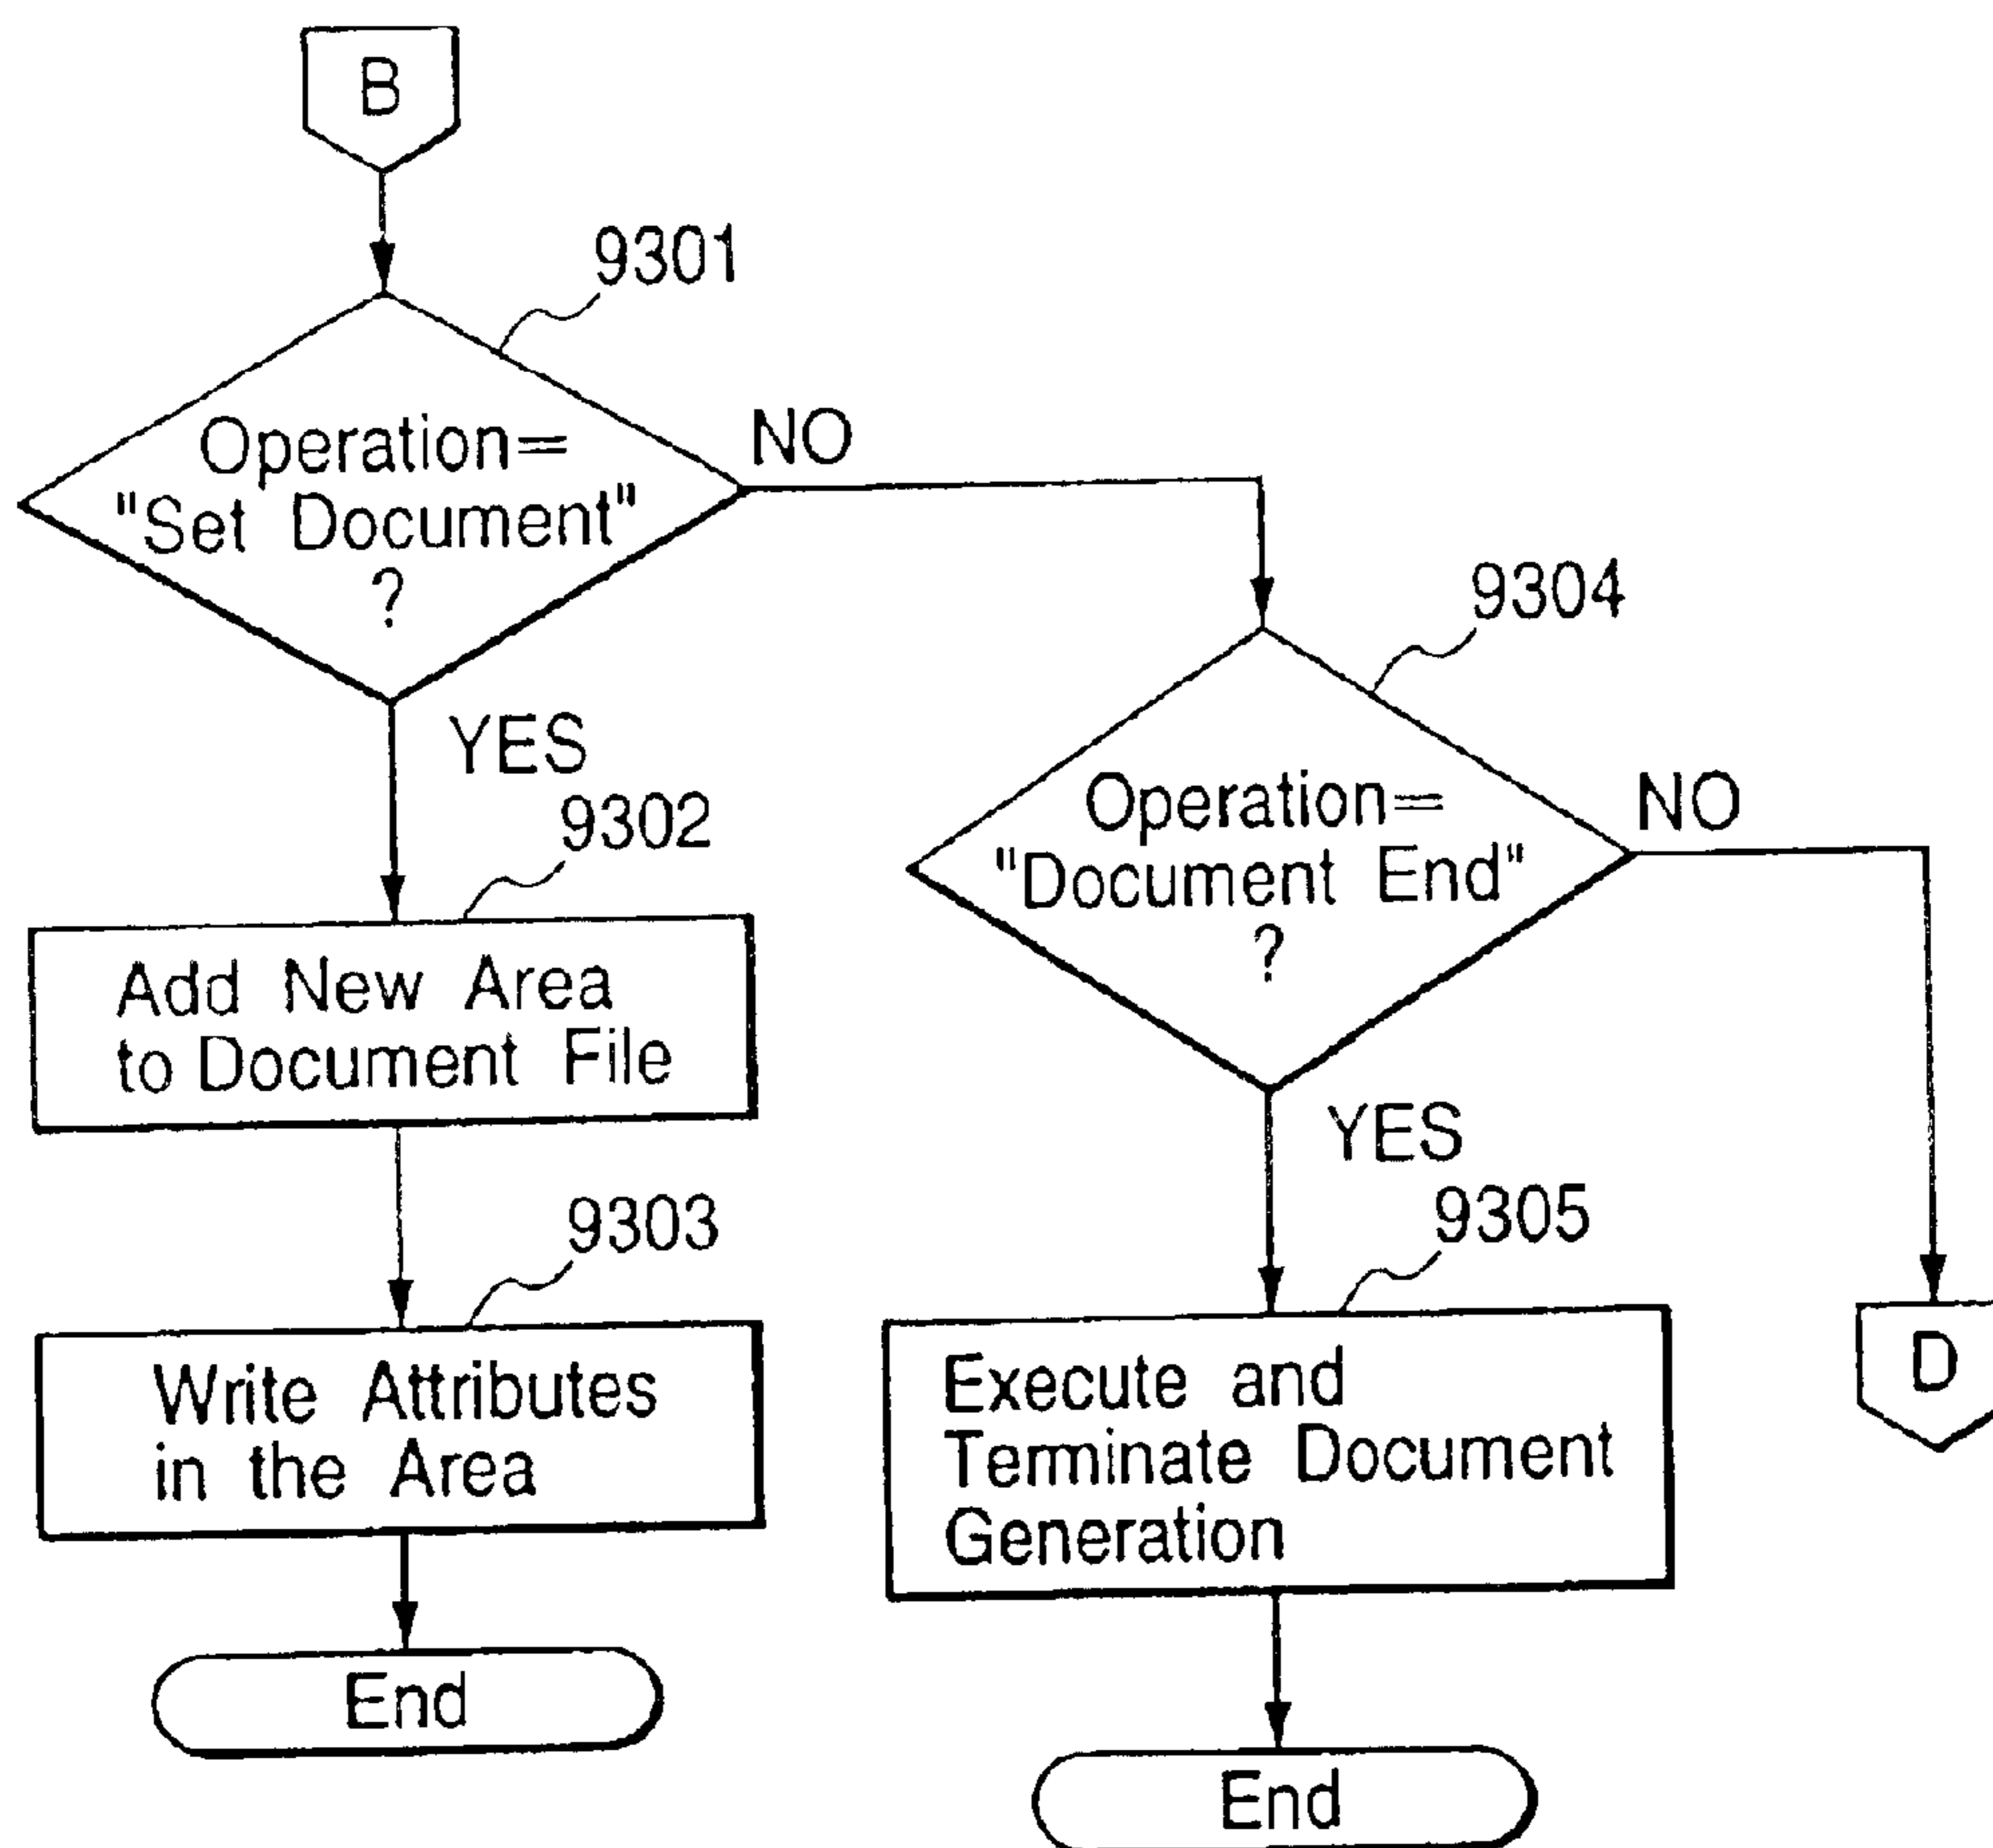 B
9301
Operation=
"Set Document"
?
NO
YES
9302
Add New Area
to Document File
9303
Write Attributes
in the Area
End
9304
Operation=
"Document End"
?
NO
YES
9305
Execute and
Terminate Document
Generation
End
D